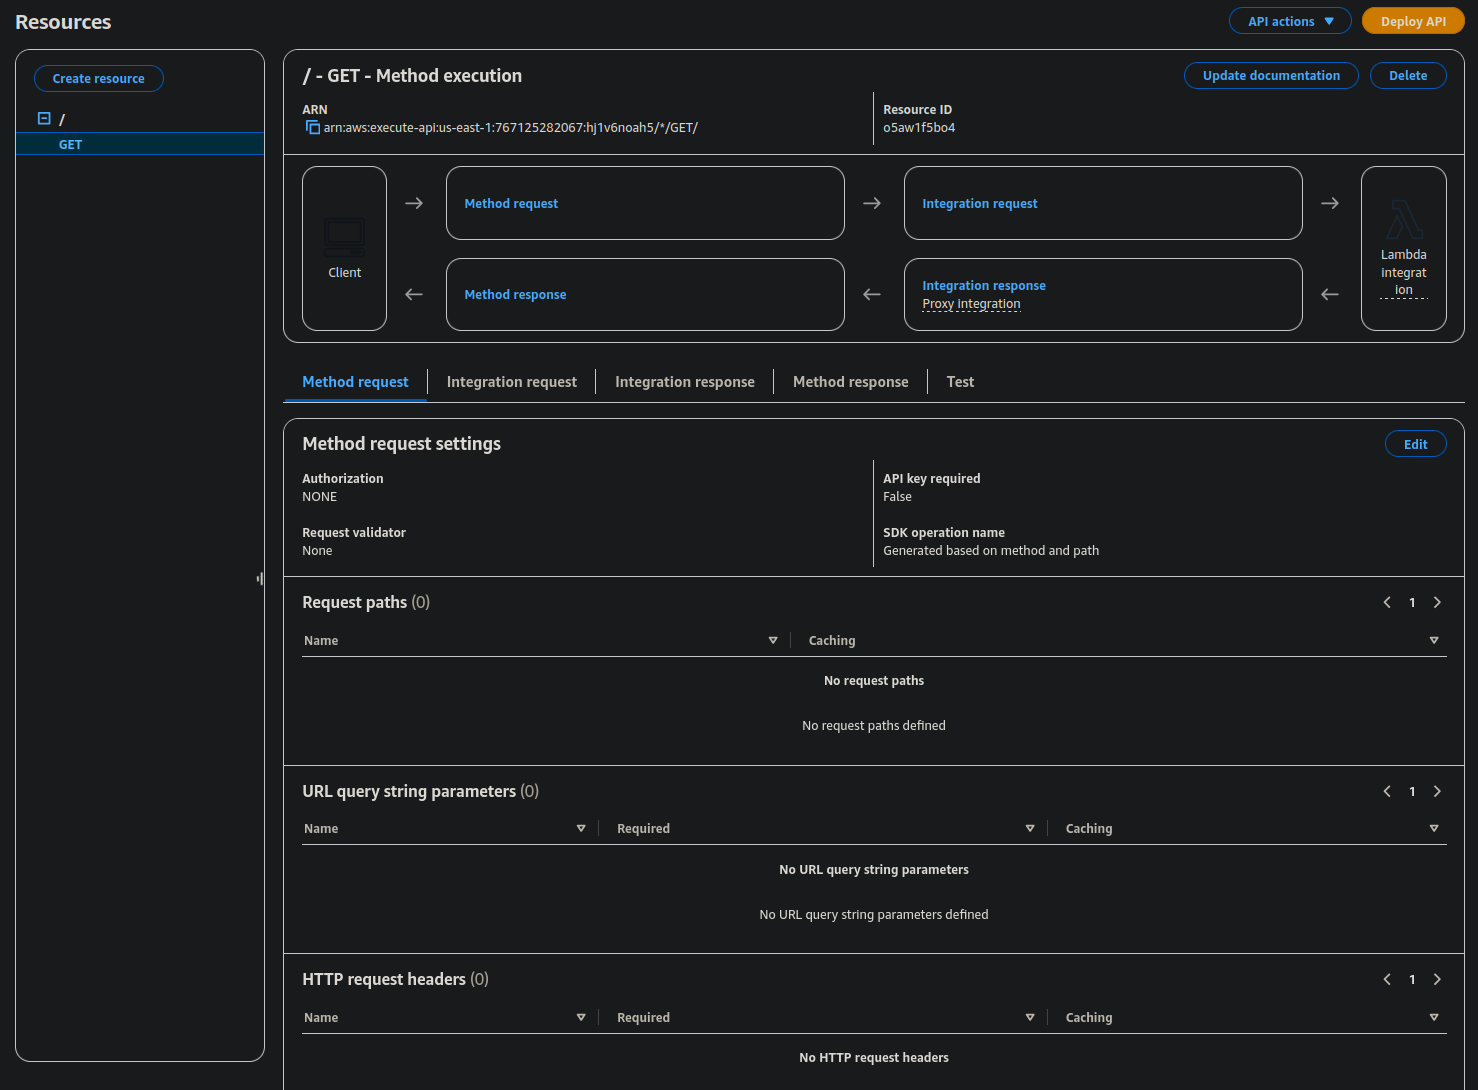 Resources
API actions
Deploy API
Create resource
/
GET
/ - GET - Method execution
Update documentation
Delete
ARN
arn:aws:execute-api:us-east-1:767125282067:hj1v6noah5/*/GET/
Resource ID
o5aw1f5bo4
Client
Method request
Integration request
Method response
Integration response
Proxy integration
Lambda
integrat
ion
Method request
Integration request
Integration response
Method response
Test
Method request settings
Edit
Authorization
NONE
API key required
False
Request validator
None
SDK operation name
Generated based on method and path
Request paths (0)
1
Name
Caching
No request paths
No request paths defined
URL query string parameters (0)
1
Name
Required
Caching
No URL query string parameters
No URL query string parameters defined
HTTP request headers (0)
1
Name
Required
Caching
No HTTP request headers